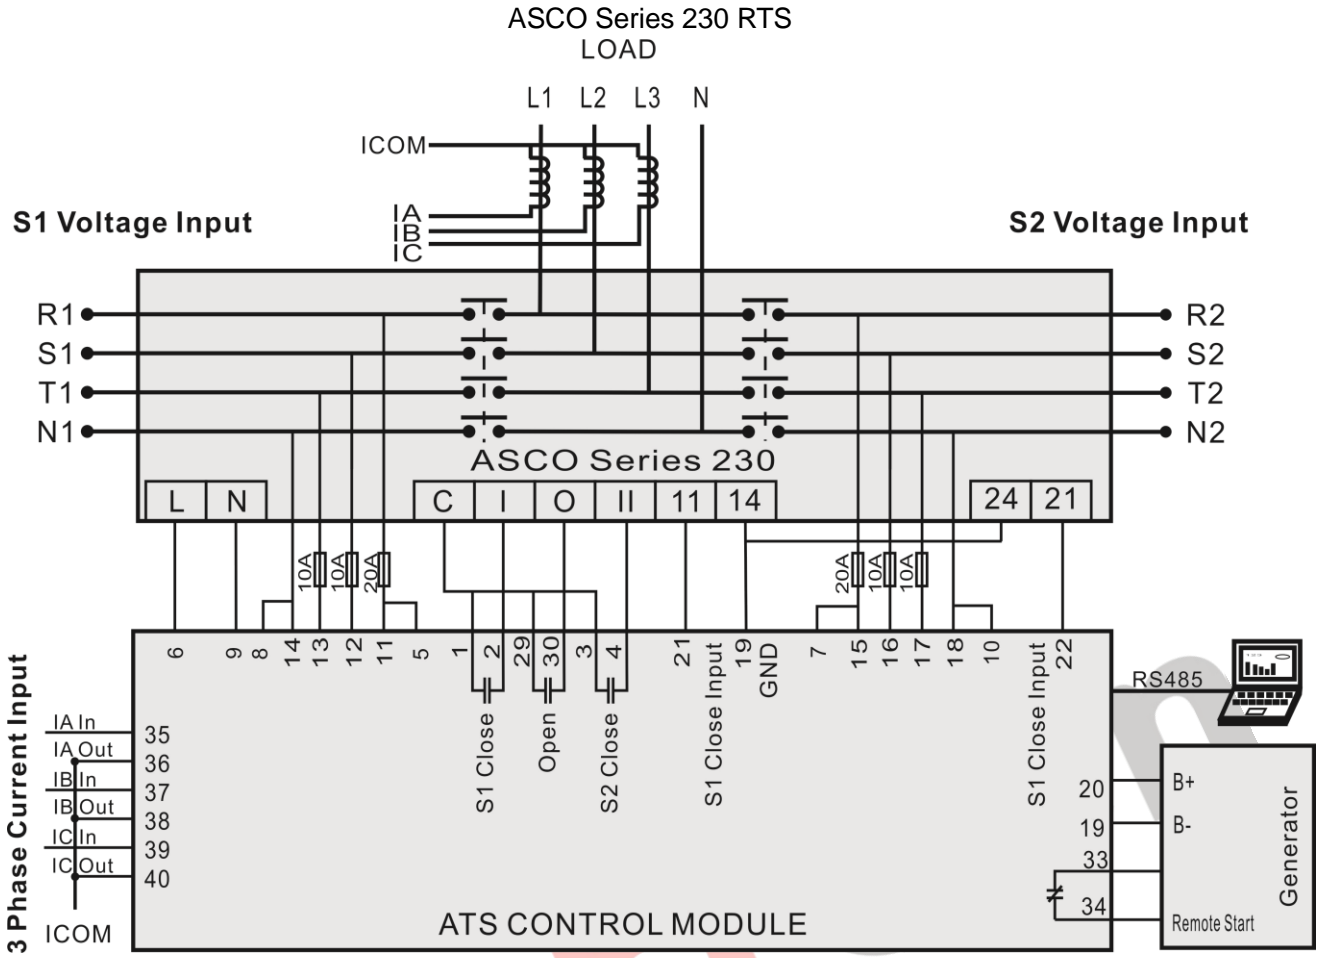 ASCO Series 230 RTS
LOAD
L1 L2 L3 N
ICOM
IA
IB
IC
S1 Voltage Input
S2 Voltage Input
R1
S1
T1
N1
R2
S2
T2
N2
ASCO Series 230
L N C I O II 11 14 24 21
10A 10A 20A
20A 10A 10A
6 9 8 14 13 12 11 5 1 2 29 30 3 4 21 19 7 15 16 17 18 10 22
GND
S1 Close
Open
S2 Close
S1 Close Input
S1 Close Input
RS485
3 Phase Current Input
IA In 35
IA Out 36
IB In 37
IB Out 38
IC In 39
IC Out 40
ICOM
20 B+
19 B-
33
34 Remote Start
Generator
ATS CONTROL MODULE